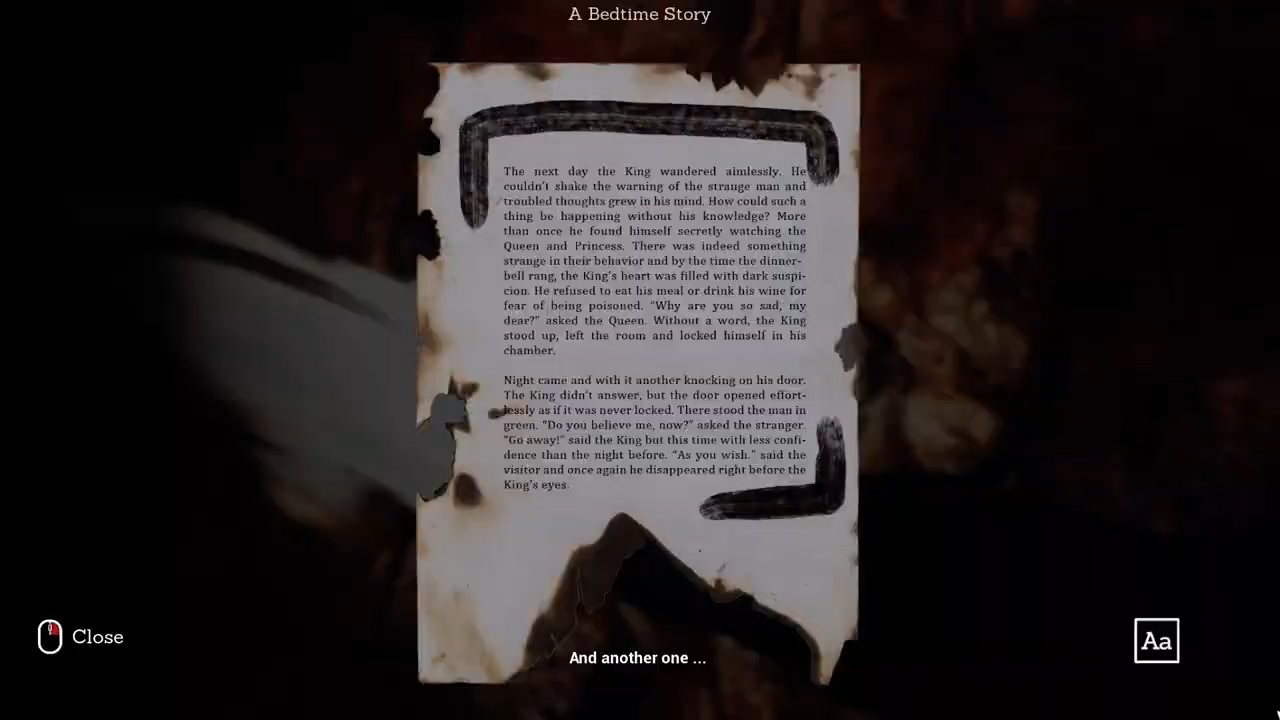 A Bedtime Story
The next day the King wandered aimlessly. He
couldn't shake the warning of the strange man and
troubled thoughts grew in his mind. How could such a
thing be happening without his knowledge? More
than once he found himself secretly watching the
Queen and Princess. There was indeed something
strange in their behavior and by the time the dinner-
bell rang, the King's heart was filled with dark suspi-
cion. He refused to eat his meal or drink his wine for
fear of being poisoned. "Why are you so sad, my
dear?" asked the Queen. Without a word, the King
stood up, left the room and locked himself in his
chamber.
Night came and with it another knocking on his door.
The King didn't answer, but the door opened effort-
lessly as if it was never locked. There stood the man in
green. "Do you believe me, now?" asked the stranger.
"Go away!" said the King but this time with less confi-
dence than the night before. "As you wish." said the
visitor and once again he disappeared right before the
King's eyes.
Close
Aa
And another one ...